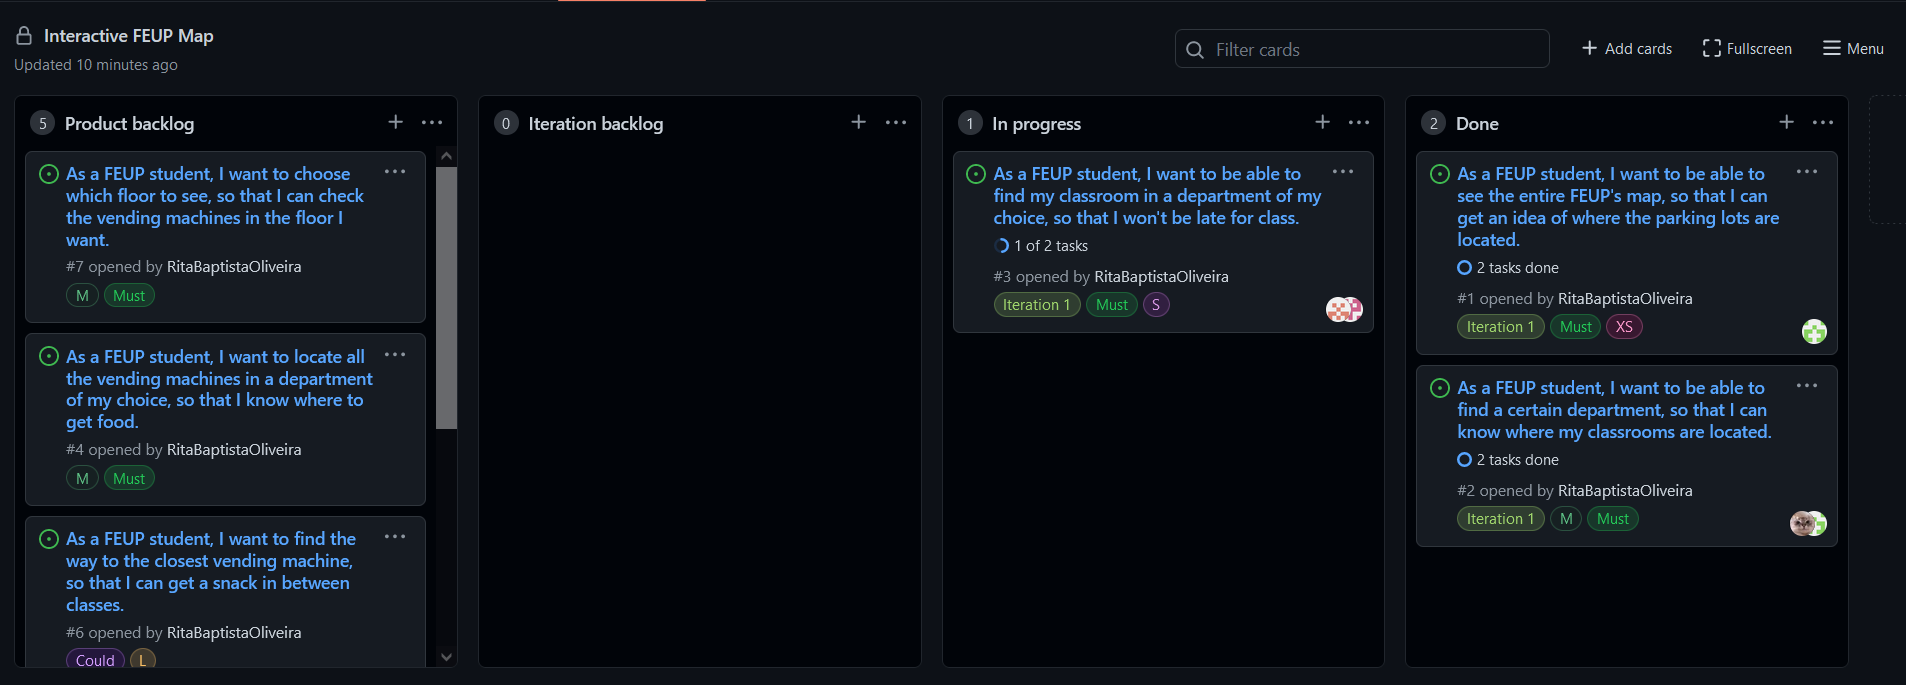 Interactive FEUP Map
Updated 10 minutes ago
Filter cards
Add cards
Fullscreen
Menu
5 Product backlog
As a FEUP student, I want to choose
which floor to see, so that I can check
the vending machines in the floor I
want.
#7 opened by RitaBaptistaOliveira
M Must
As a FEUP student, I want to locate all
the vending machines in a department
of my choice, so that I know where to
get food.
#4 opened by RitaBaptistaOliveira
M Must
As a FEUP student, I want to find the
way to the closest vending machine,
so that I can get a snack in between
classes.
#6 opened by RitaBaptistaOliveira
Could L
0 Iteration backlog
1 In progress
As a FEUP student, I want to be able to
find my classroom in a department of my
choice, so that I won't be late for class.
1 of 2 tasks
#3 opened by RitaBaptistaOliveira
Iteration 1 Must S
2 Done
As a FEUP student, I want to be able to
see the entire FEUP's map, so that I can
get an idea of where the parking lots are
located.
2 tasks done
#1 opened by RitaBaptistaOliveira
Iteration 1 Must XS
As a FEUP student, I want to be able to
find a certain department, so that I can
know where my classrooms are located.
2 tasks done
#2 opened by RitaBaptistaOliveira
Iteration 1 M Must